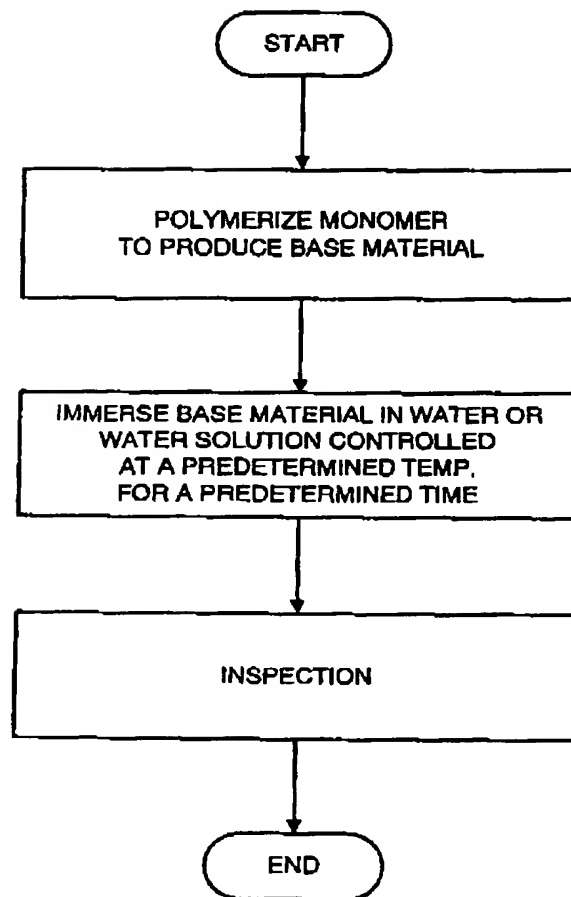 START
POLYMERIZE MONOMER
TO PRODUCE BASE MATERIAL
IMMERSE BASE MATERIAL IN WATER OR
WATER SOLUTION CONTROLLED
AT A PREDETERMINED TEMP.
FOR A PREDETERMINED TIME
INSPECTION
END